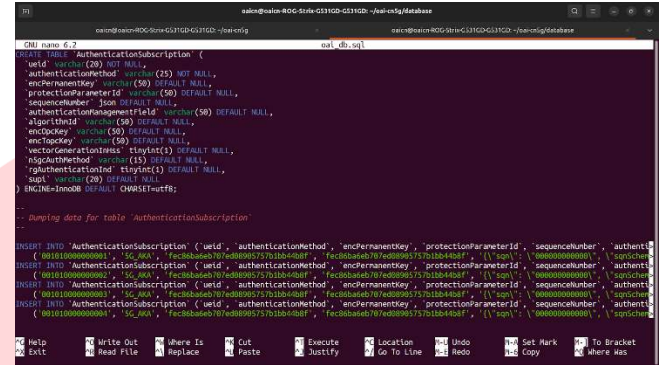 oaicn@oaicn-ROG-Strix-G531GD-G531GD: ~/oai-cn5g/database
oaicn@oaicn-ROG-Strix-G531GD-G531GD: ~/oai-cn5g
oaicn@oaicn-ROG-Strix-G531GD-G531GD: ~/oai-cn5g/database
GNU nano 6.2 oai_db.sql
CREATE TABLE `AuthenticationSubscription` (
`ueid` varchar(20) NOT NULL,
`authenticationMethod` varchar(25) NOT NULL,
`encPermanentKey` varchar(50) DEFAULT NULL,
`protectionParameterId` varchar(50) DEFAULT NULL,
`sequenceNumber` json DEFAULT NULL,
`authenticationManagementField` varchar(50) DEFAULT NULL,
`algorithmId` varchar(50) DEFAULT NULL,
`encOpcKey` varchar(50) DEFAULT NULL,
`encTopcKey` varchar(50) DEFAULT NULL,
`vectorGenerationInHss` tinyint(1) DEFAULT NULL,
`n5gcAuthMethod` varchar(15) DEFAULT NULL,
`rgAuthenticationInd` tinyint(1) DEFAULT NULL,
`supi` varchar(20) DEFAULT NULL
) ENGINE=InnoDB DEFAULT CHARSET=utf8;
--
-- Dumping data for table `AuthenticationSubscription`
--
INSERT INTO `AuthenticationSubscription` (`ueid`, `authenticationMethod`, `encPermanentKey`, `protectionParameterId`, `sequenceNumber`, `authenti>
('001010000000001', '5G_AKA', 'fec86ba6eb707ed08905757b1bb44b8f', 'fec86ba6eb707ed08905757b1bb44b8f', '{\"sqn\": \"000000000000\", \"sqnSchem>
INSERT INTO `AuthenticationSubscription` (`ueid`, `authenticationMethod`, `encPermanentKey`, `protectionParameterId`, `sequenceNumber`, `authenti>
('001010000000002', '5G_AKA', 'fec86ba6eb707ed08905757b1bb44b8f', 'fec86ba6eb707ed08905757b1bb44b8f', '{\"sqn\": \"000000000000\", \"sqnSchem>
INSERT INTO `AuthenticationSubscription` (`ueid`, `authenticationMethod`, `encPermanentKey`, `protectionParameterId`, `sequenceNumber`, `authenti>
('001010000000003', '5G_AKA', 'fec86ba6eb707ed08905757b1bb44b8f', 'fec86ba6eb707ed08905757b1bb44b8f', '{\"sqn\": \"000000000000\", \"sqnSchem>
INSERT INTO `AuthenticationSubscription` (`ueid`, `authenticationMethod`, `encPermanentKey`, `protectionParameterId`, `sequenceNumber`, `authenti>
('001010000000004', '5G_AKA', 'fec86ba6eb707ed08905757b1bb44b8f', 'fec86ba6eb707ed08905757b1bb44b8f', '{\"sqn\": \"000000000000\", \"sqnSchem>
^G Help ^O Write Out ^W Where Is ^K Cut ^T Execute ^C Location M-U Undo M-A Set Mark M-] To Bracket
^X Exit ^R Read File ^\ Replace ^U Paste ^J Justify ^/ Go To Line M-E Redo M-6 Copy ^Q Where Was